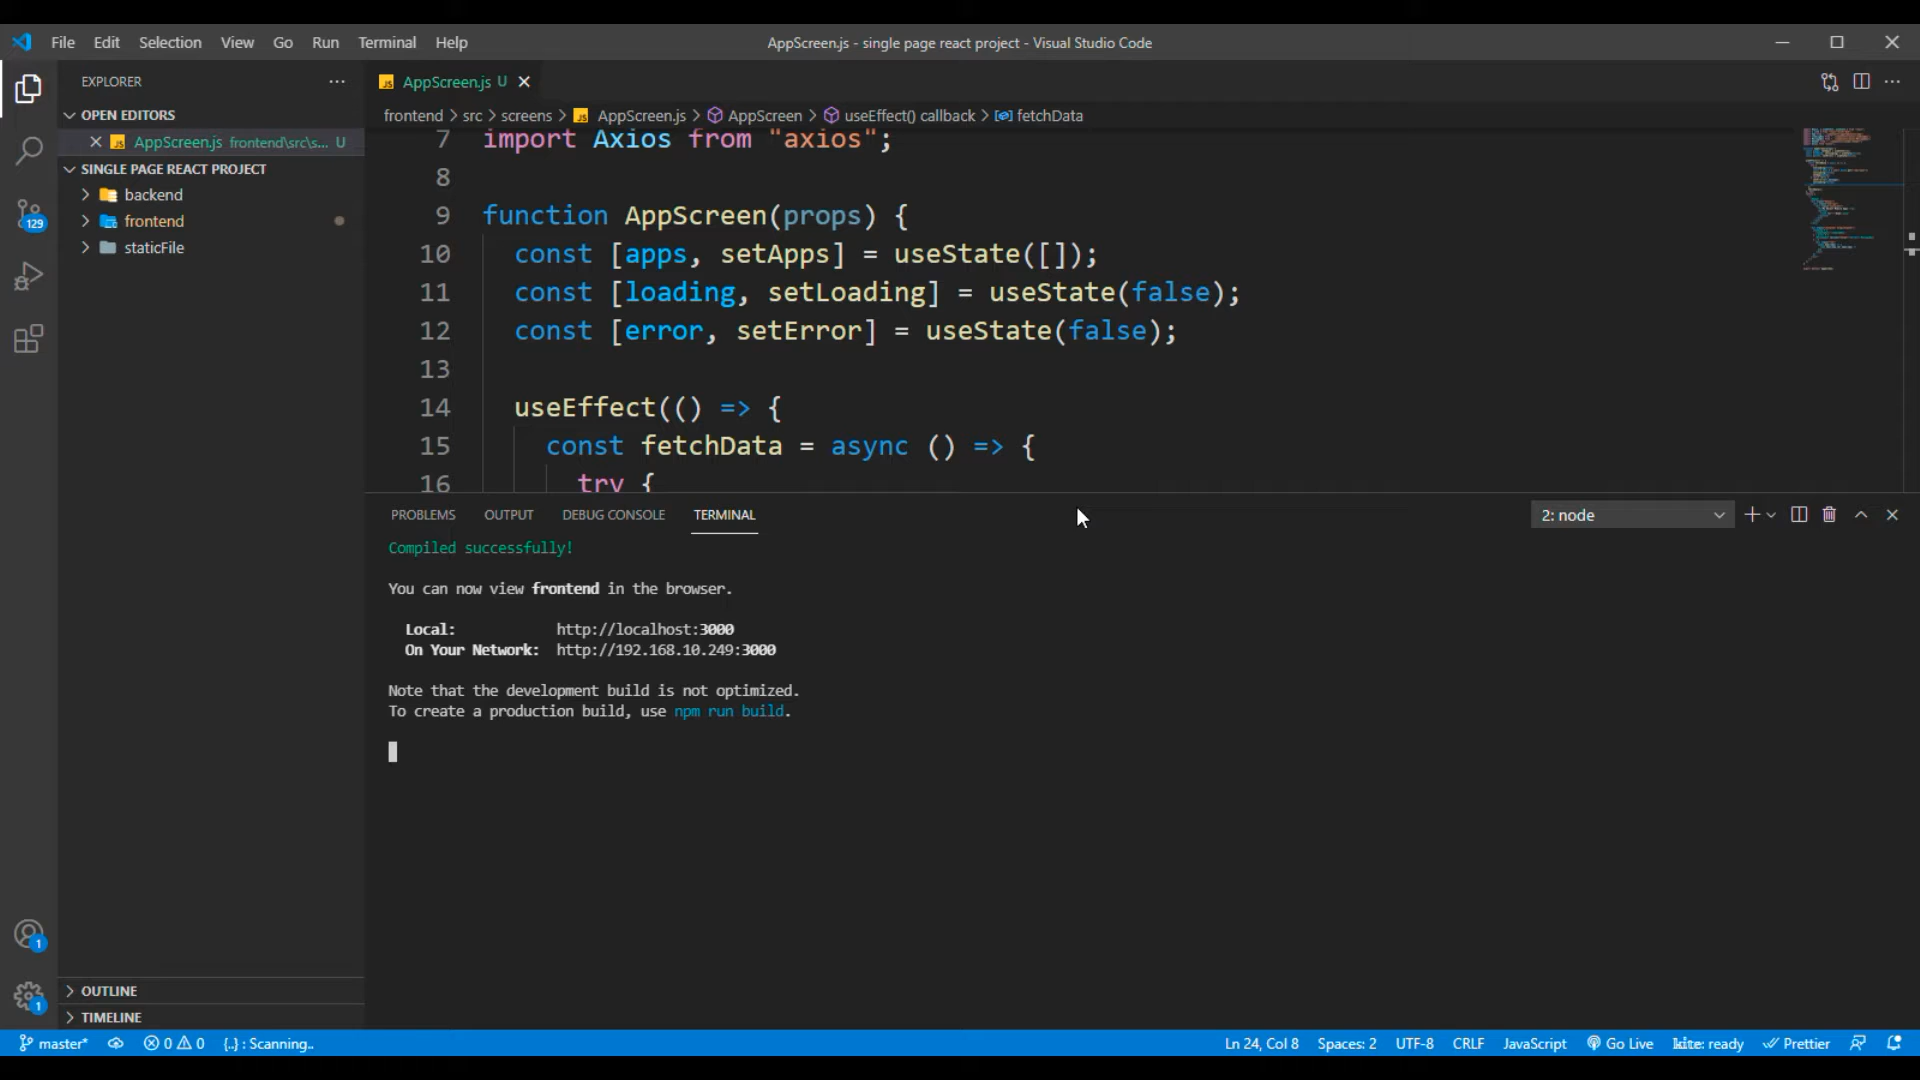 File Edit Selection View Go Run Terminal Help
AppScreen.js - single page react project - Visual Studio Code
EXPLORER
OPEN EDITORS
AppScreen.js frontend\src\s... U
SINGLE PAGE REACT PROJECT
backend
frontend
staticFile
OUTLINE
TIMELINE
129
1
1
AppScreen.js U
frontend > src > screens > AppScreen.js > AppScreen > useEffect() callback > fetchData
7 import Axios from "axios";
8
9 function AppScreen(props) {
10 const [apps, setApps] = useState([]);
11 const [loading, setLoading] = useState(false);
12 const [error, setError] = useState(false);
13
14 useEffect(() => {
15 const fetchData = async () => {
16 try {
PROBLEMS OUTPUT DEBUG CONSOLE TERMINAL
2: node
Compiled successfully!
You can now view frontend in the browser.
Local: http://localhost:3000
On Your Network: http://192.168.10.249:3000
Note that the development build is not optimized.
To create a production build, use npm run build.
master* 0 0 {..} : Scanning..
Ln 24, Col 8 Spaces: 2 UTF-8 CRLF JavaScript Go Live kite: ready Prettier